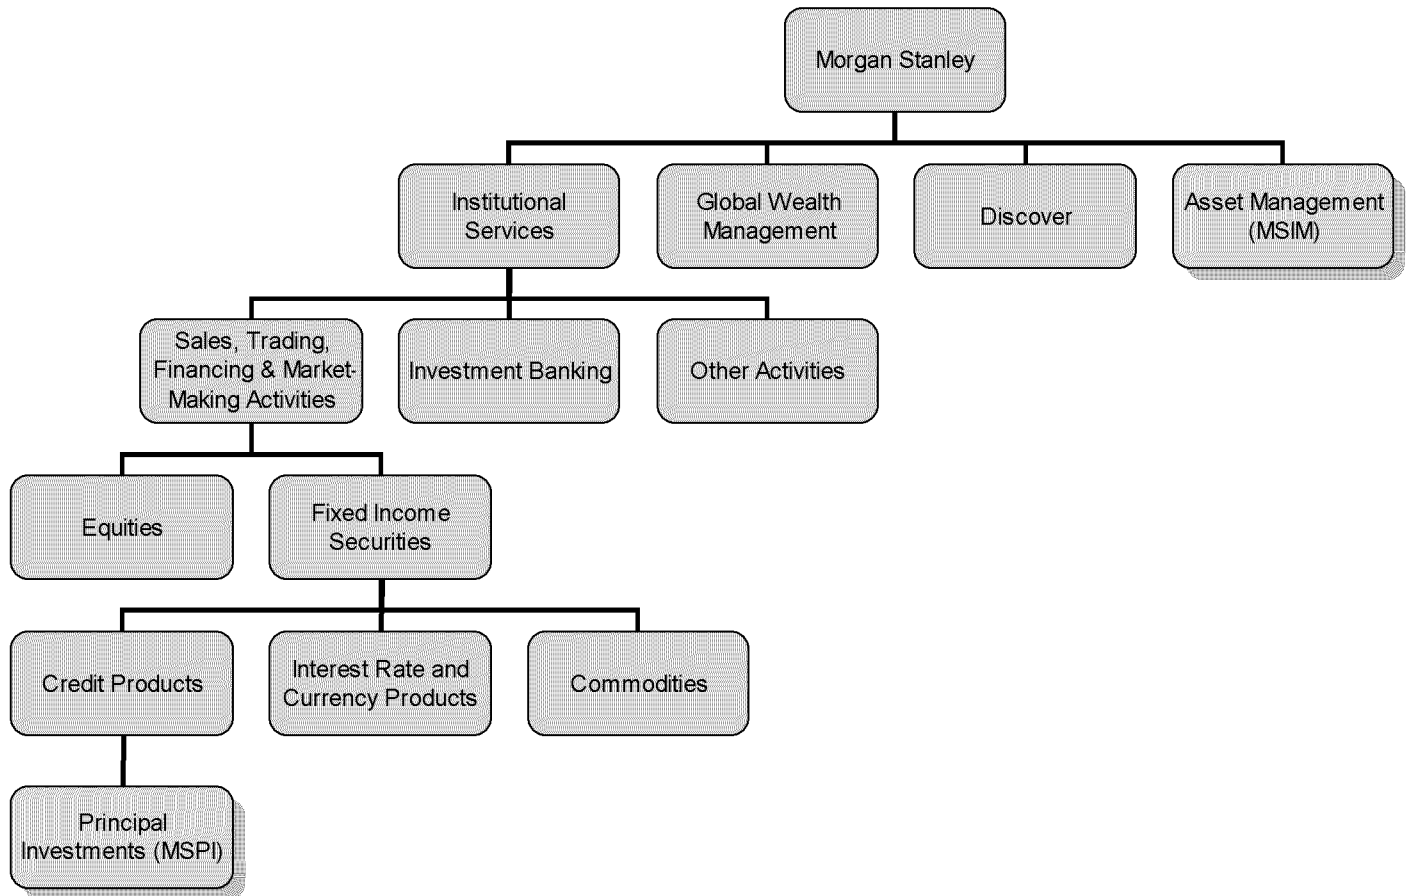 Morgan Stanley
Institutional
Services
Global Wealth
Management
Discover
Asset Management
(MSIM)
Sales, Trading,
Financing & Market-
Making Activities
Investment Banking
Other Activities
Equities
Fixed Income
Securities
Credit Products
Interest Rate and
Currency Products
Commodities
Principal
Investments (MSPI)